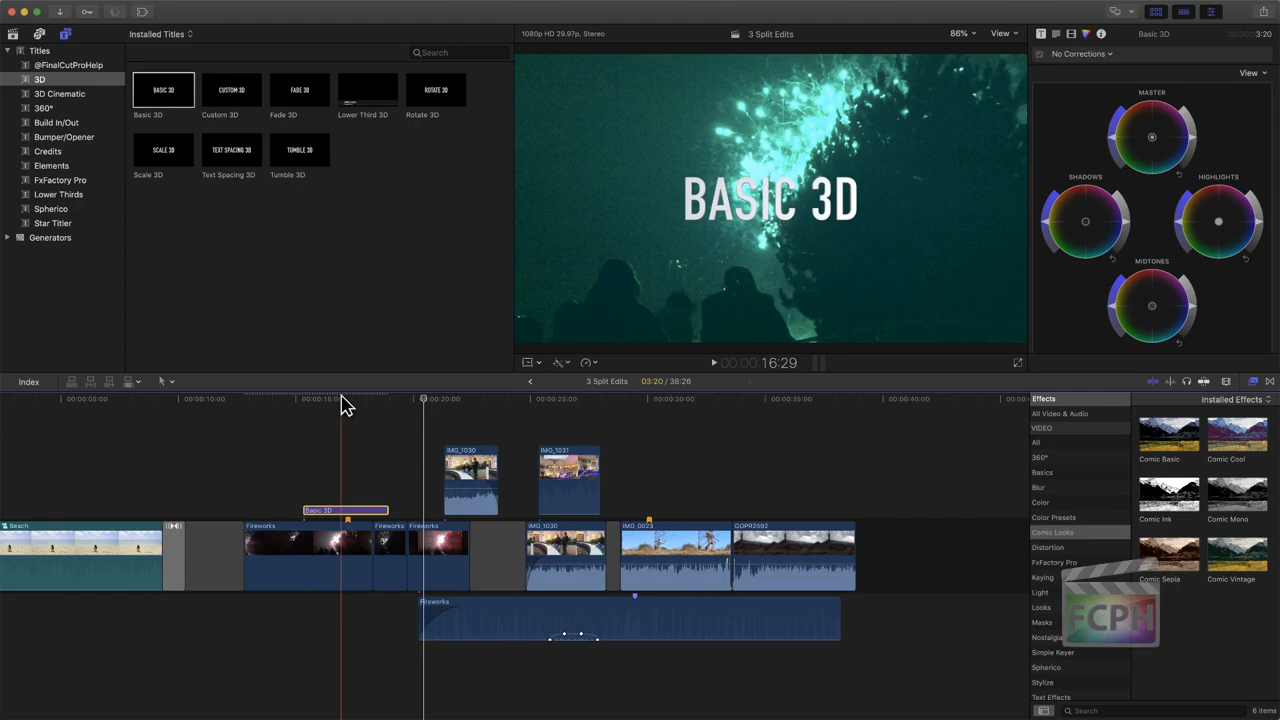 Installed Titles
Search
1080p HD 29.97p, Stereo
3 Split Edits
86%
View
Basic 3D
3:20
Titles
@FinalCutProHelp
3D
3D Cinematic
360°
Build In/Out
Bumper/Opener
Credits
Elements
FxFactory Pro
Lower Thirds
Spherico
Star Titler
Generators
BASIC 3D
CUSTOM 3D
FADE 3D
ROTATE 3D
Basic 3D
Custom 3D
Fade 3D
Lower Third 3D
Rotate 3D
SCALE 3D
TEXT SPACING 3D
TUMBLE 3D
Scale 3D
Text Spacing 3D
Tumble 3D
BASIC 3D
No Corrections
View
MASTER
SHADOWS
HIGHLIGHTS
MIDTONES
00:00 16:29
Index
3 Split Edits
03:20 / 38:26
00:00:05:00
00:00:10:00
00:00:15:00
00:00:20:00
00:00:25:00
00:00:30:00
00:00:35:00
00:00:40:00
IMG_1030
IMG_1031
Basic 3D
Beach
Fireworks
Fireworks
Fireworks
IMG_1030
IMG_0023
GOPR2592
Fireworks
Effects
Installed Effects
All Video & Audio
VIDEO
All
360°
Basics
Blur
Color
Color Presets
Comic Looks
Distortion
FxFactory Pro
Keying
Light
Looks
Masks
Nostalgia
Simple Keyer
Spherico
Stylize
Text Effects
Comic Basic
Comic Cool
Comic Ink
Comic Mono
Comic Sepia
Comic Vintage
FCPH
Search
6 items